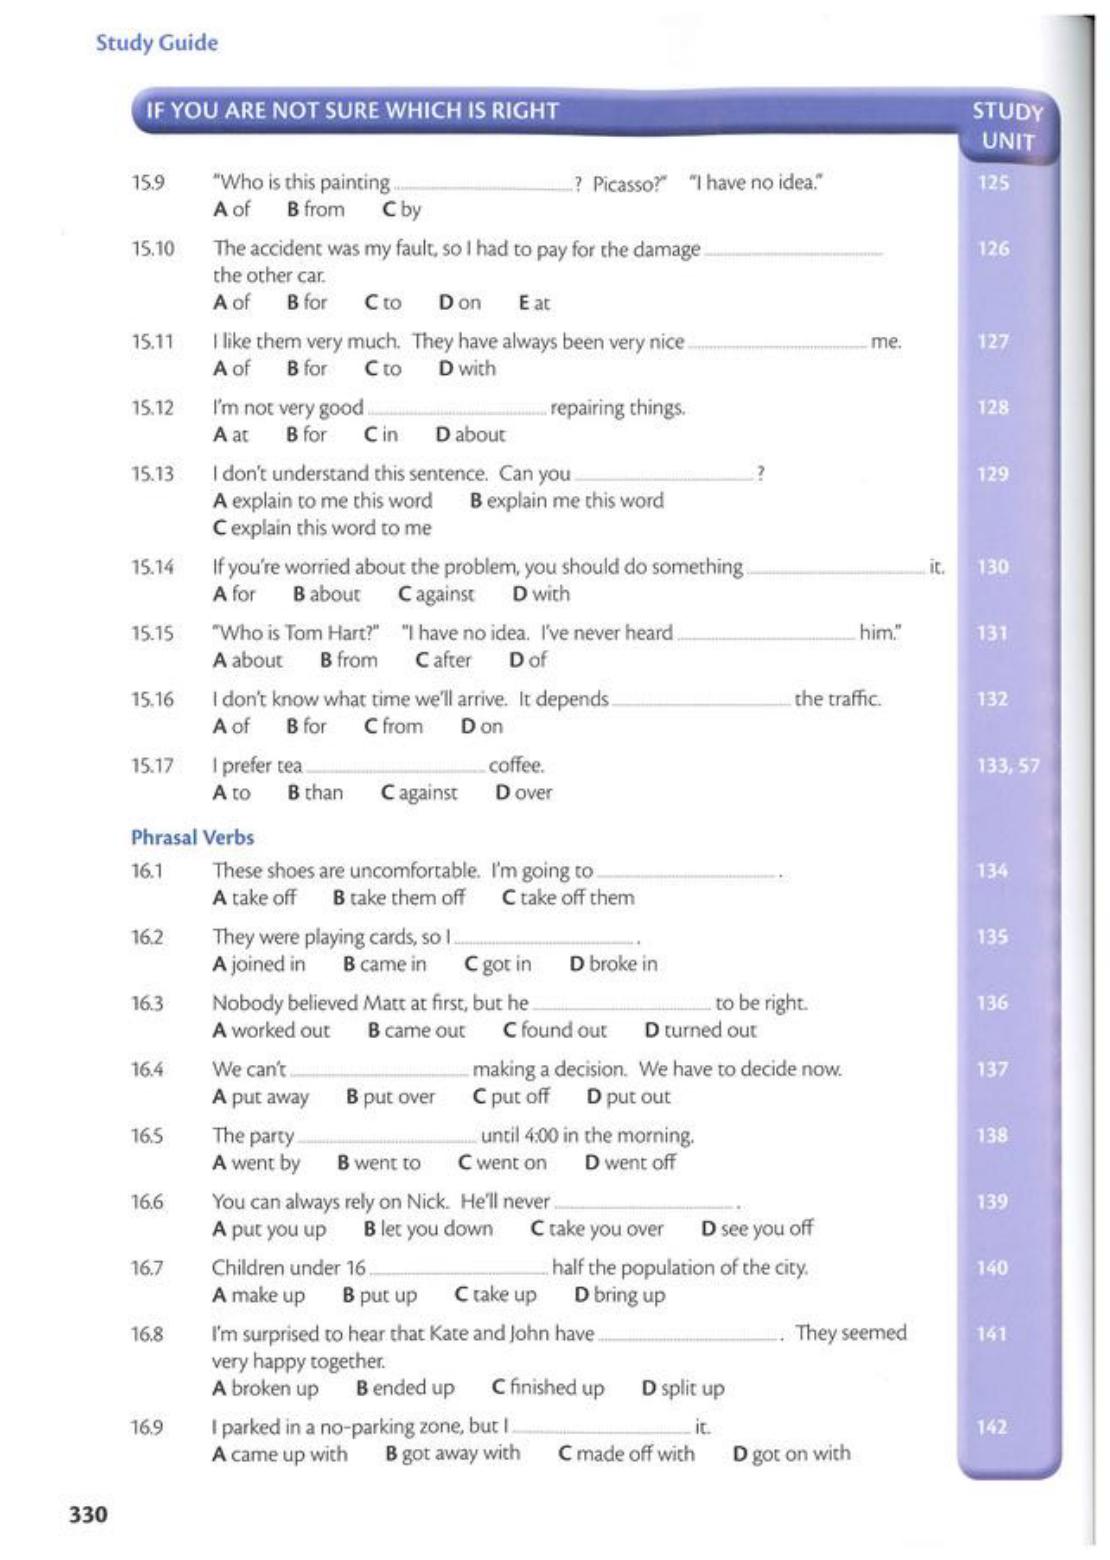 Study Guide
IF YOU ARE NOT SURE WHICH IS RIGHT
STUDY
UNIT
15.9 "Who is this painting ? Picasso?" "I have no idea." 125
A of B from C by
15.10 The accident was my fault, so I had to pay for the damage 126
the other car.
A of B for C to D on E at
15.11 I like them very much. They have always been very nice me. 127
A of B for C to D with
15.12 I'm not very good repairing things. 128
A at B for C in D about
15.13 I don't understand this sentence. Can you ? 129
A explain to me this word B explain me this word
C explain this word to me
15.14 If you're worried about the problem, you should do something it. 130
A for B about C against D with
15.15 "Who is Tom Hart?" "I have no idea. I've never heard him." 131
A about B from C after D of
15.16 I don't know what time we'll arrive. It depends the traffic. 132
A of B for C from D on
15.17 I prefer tea coffee. 133, 57
A to B than C against D over
Phrasal Verbs
16.1 These shoes are uncomfortable. I'm going to . 134
A take off B take them off C take off them
16.2 They were playing cards, so I . 135
A joined in B came in C got in D broke in
16.3 Nobody believed Matt at first, but he to be right. 136
A worked out B came out C found out D turned out
16.4 We can't making a decision. We have to decide now. 137
A put away B put over C put off D put out
16.5 The party until 4:00 in the morning. 138
A went by B went to C went on D went off
16.6 You can always rely on Nick. He'll never . 139
A put you up B let you down C take you over D see you off
16.7 Children under 16 half the population of the city. 140
A make up B put up C take up D bring up
16.8 I'm surprised to hear that Kate and John have . They seemed 141
very happy together.
A broken up B ended up C finished up D split up
16.9 I parked in a no-parking zone, but I it. 142
A came up with B got away with C made off with D got on with
330